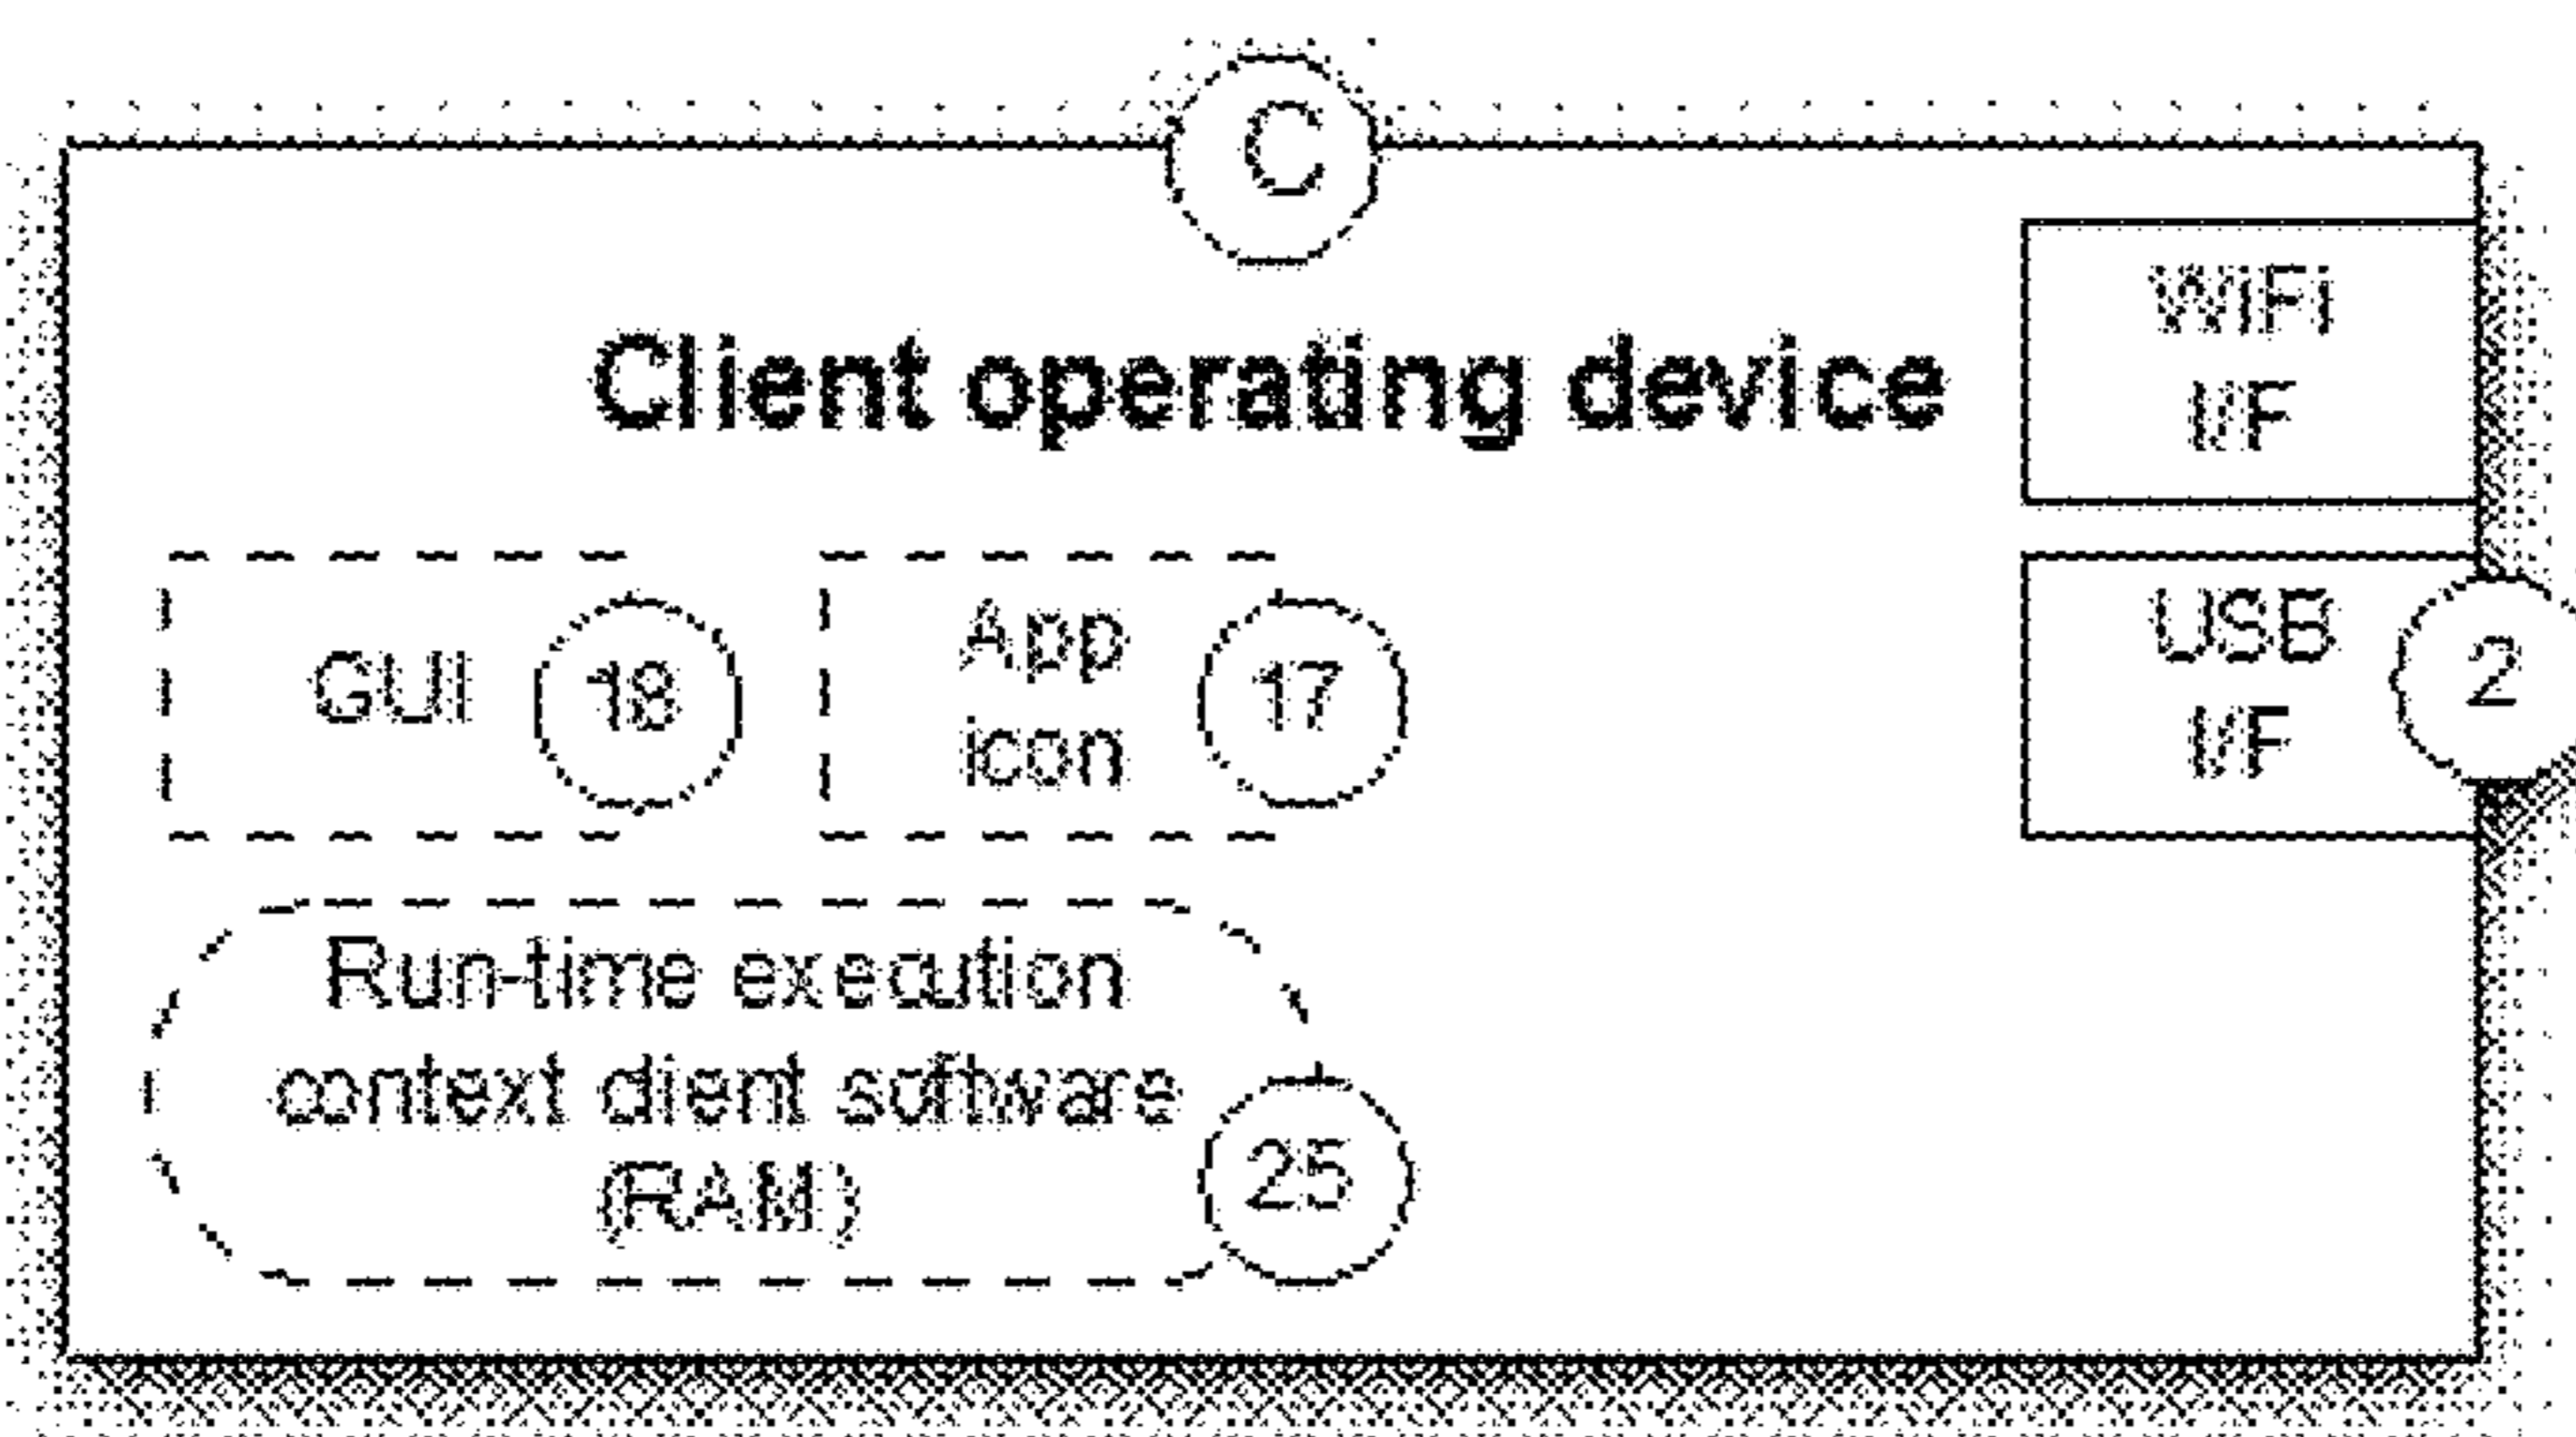 C
Client operating device
WiFi
I/F
GUI
18
App
icon
17
USB
I/F
2
Run-time execution
context client software
(RAM)
25